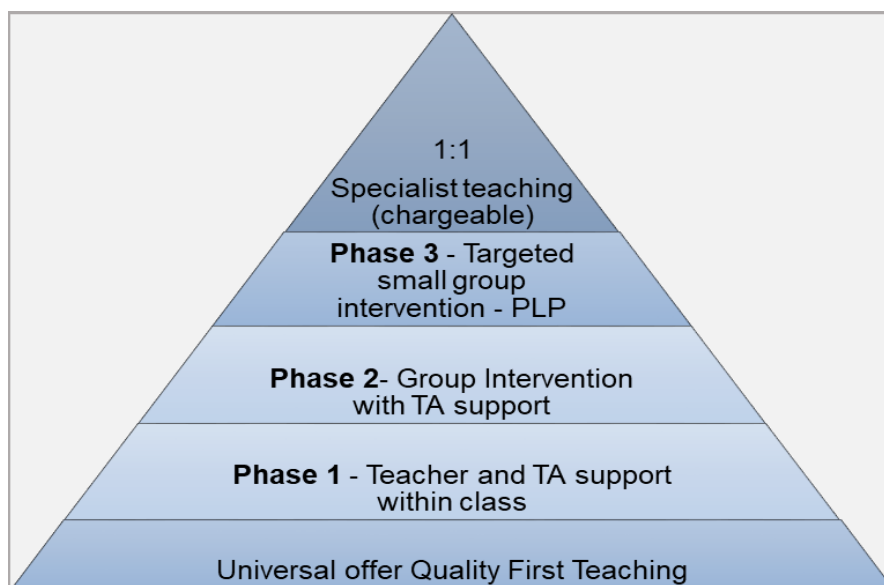 1:1
Specialist teaching
(chargeable)
Phase 3 - Targeted
small group
intervention - PLP
Phase 2- Group Intervention
with TA support
Phase 1 - Teacher and TA support
within class
Universal offer Quality First Teaching